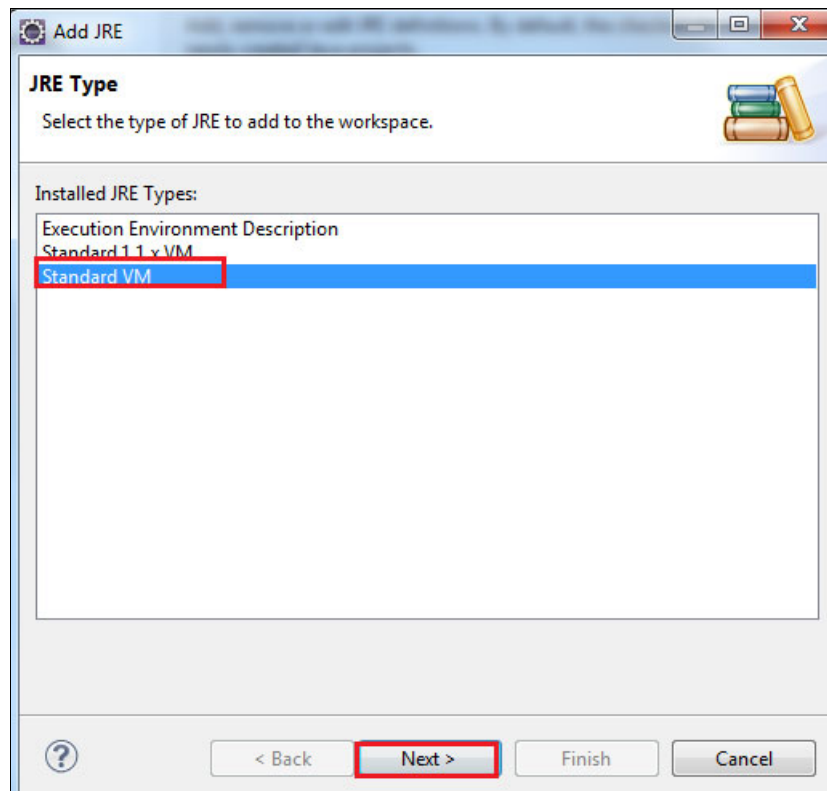 Add JRE
JRE Type
Select the type of JRE to add to the workspace.
Installed JRE Types:
Execution Environment Description
Standard 1.1.x VM
Standard VM
< Back
Next >
Finish
Cancel